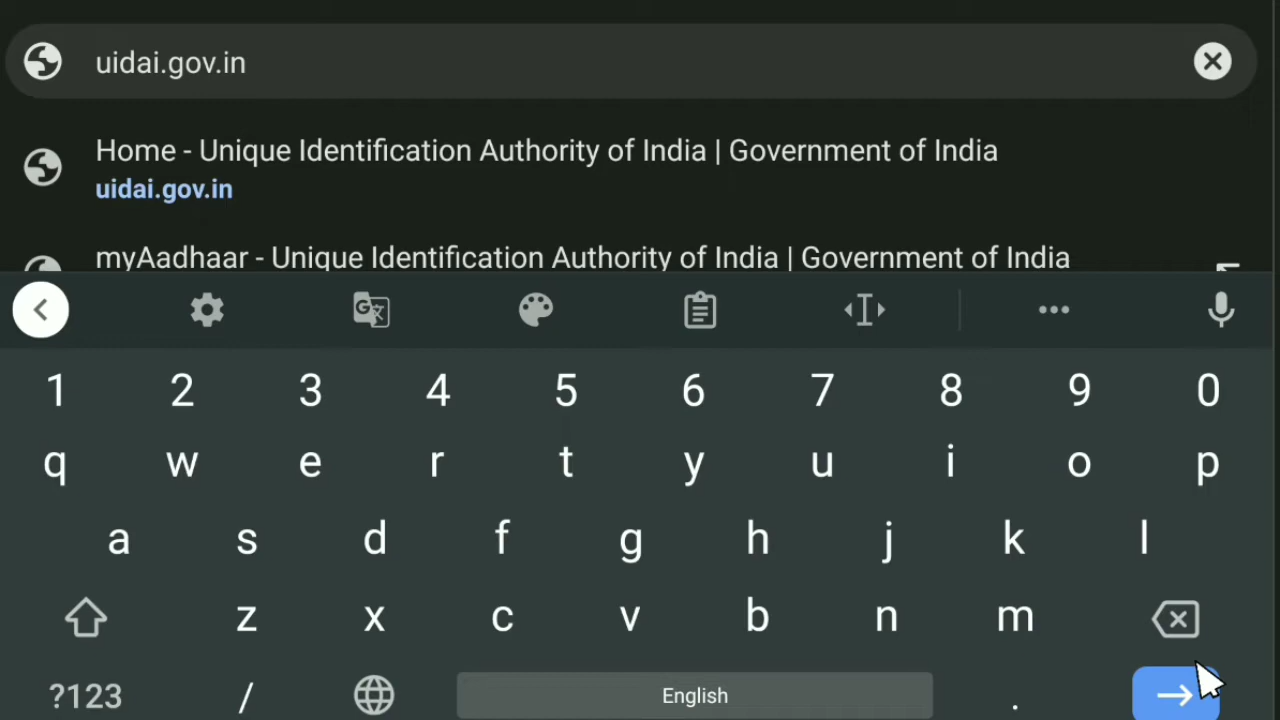 uidai.gov.in
Home - Unique Identification Authority of India | Government of India
uidai.gov.in
myAadhaar - Unique Identification Authority of India | Government of India
1 2 3 4 5 6 7 8 9 0
q w e r t y u i o p
a s d f g h j k l
z x c v b n m
?123 / English .